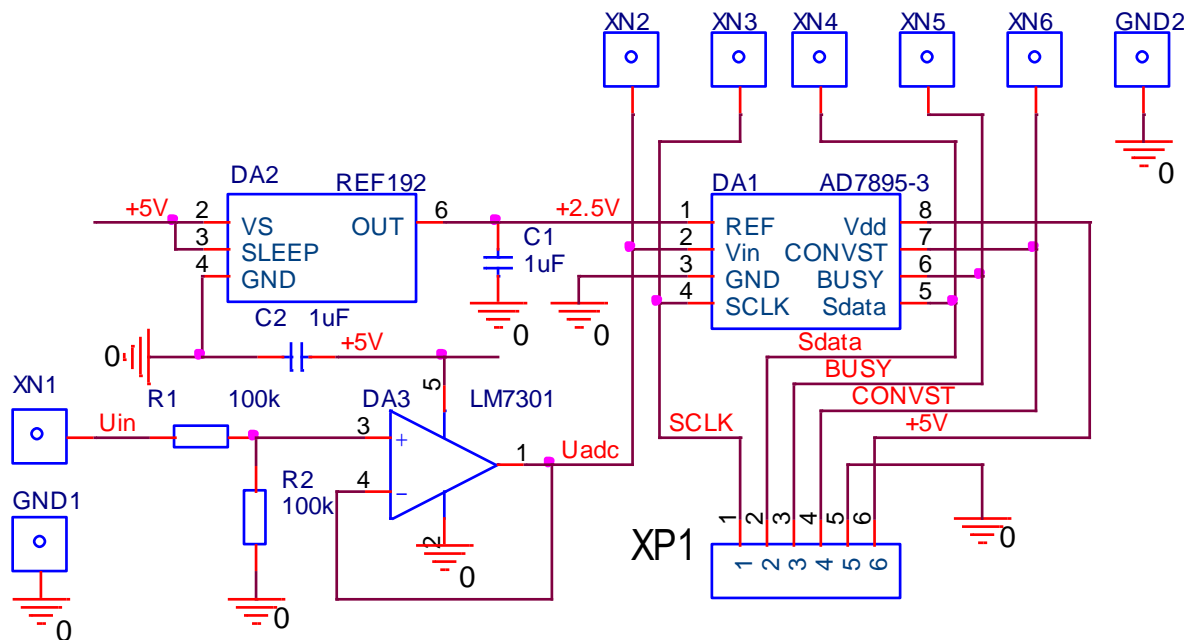 XN2 XN3 XN4 XN5 XN6 GND2
0
DA2 REF192 DA1 AD7895-3
+5V 2 VS OUT 6 +2.5V 1 REF Vdd 8
3 SLEEP C1 2 Vin CONVST 7
4 GND 1uF 3 GND BUSY 6
4 SCLK Sdata 5
C2 1uF 0 0
0 +5V Sdata
BUSY
XN1 R1 100k DA3 5 LM7301 CONVST
Uin 3 + 1 Uadc SCLK +5V
R2
100k 4 -
GND1 2 0
1 2 3 4 5 6 0
XP1 1 2 3 4 5 6
0 0